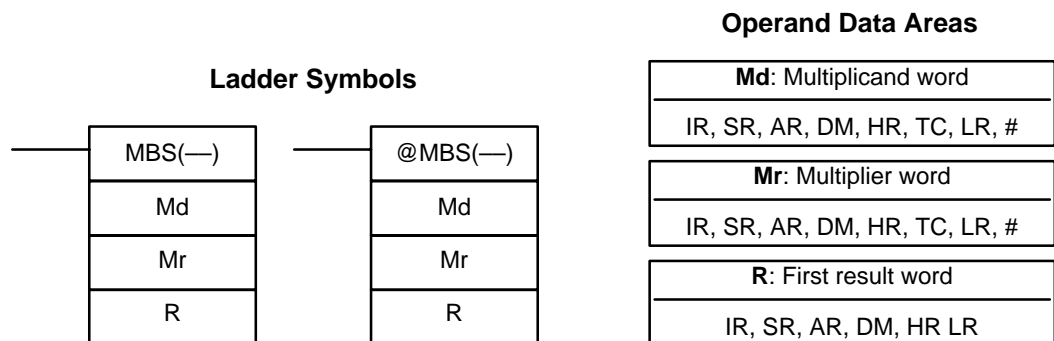 Operand Data Areas
Ladder Symbols
MBS(—)
Md
Mr
R
@MBS(—)
Md
Mr
R
Md: Multiplicand word
IR, SR, AR, DM, HR, TC, LR, #
Mr: Multiplier word
IR, SR, AR, DM, HR, TC, LR, #
R: First result word
IR, SR, AR, DM, HR LR